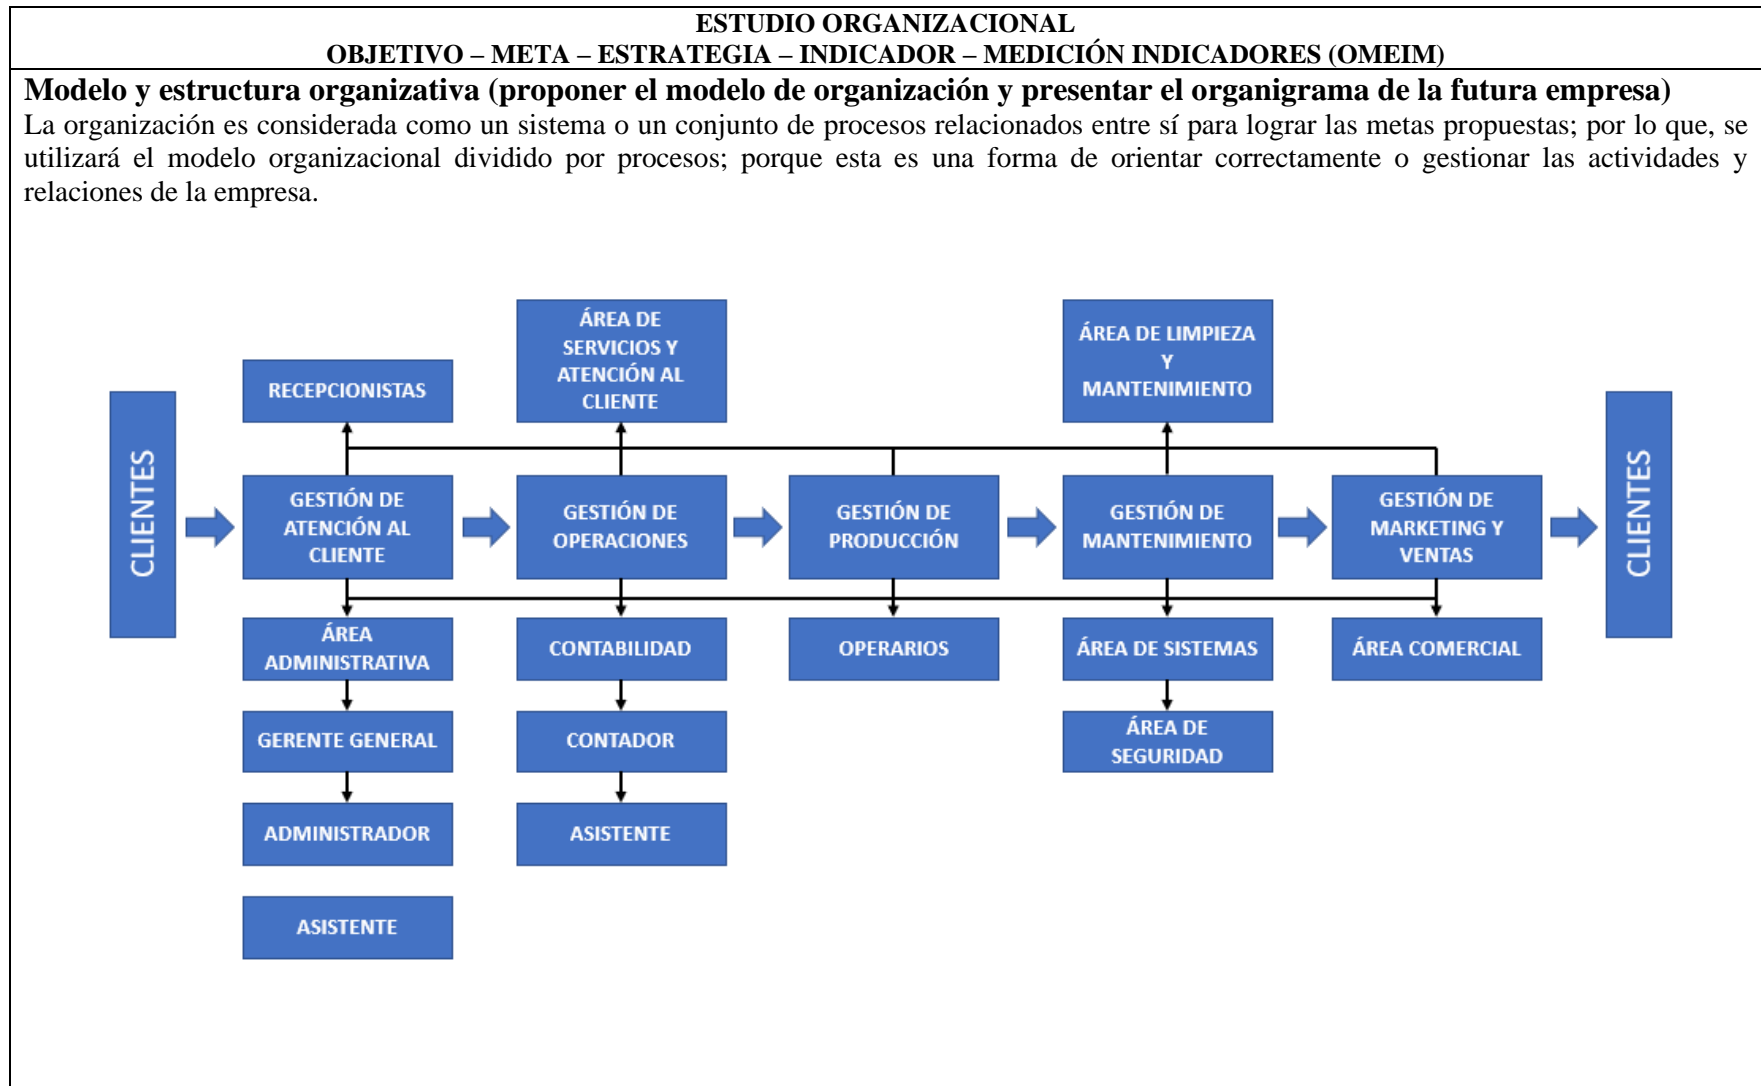 ESTUDIO ORGANIZACIONAL
OBJETIVO – META – ESTRATEGIA – INDICADOR – MEDICIÓN INDICADORES (OMEIM)
Modelo y estructura organizativa (proponer el modelo de organización y presentar el organigrama de la futura empresa)
La organización es considerada como un sistema o un conjunto de procesos relacionados entre sí para lograr las metas propuestas; por lo que, se
utilizará el modelo organizacional dividido por procesos; porque esta es una forma de orientar correctamente o gestionar las actividades y
relaciones de la empresa.
CLIENTES
RECEPCIONISTAS
ÁREA DE
SERVICIOS Y
ATENCIÓN AL
CLIENTE
ÁREA DE LIMPIEZA
Y
MANTENIMIENTO
GESTIÓN DE
ATENCIÓN AL
CLIENTE
GESTIÓN DE
OPERACIONES
GESTIÓN DE
PRODUCCIÓN
GESTIÓN DE
MANTENIMIENTO
GESTIÓN DE
MARKETING Y
VENTAS
CLIENTES
ÁREA
ADMINISTRATIVA
CONTABILIDAD
OPERARIOS
ÁREA DE SISTEMAS
ÁREA COMERCIAL
GERENTE GENERAL
CONTADOR
ÁREA DE
SEGURIDAD
ADMINISTRADOR
ASISTENTE
ASISTENTE